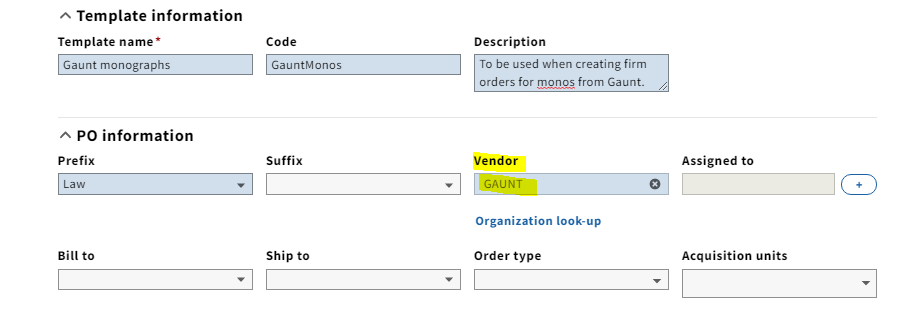 Template information
Template name* Code Description
Gaunt monographs GauntMonos To be used when creating firm
orders for monos from Gaunt.
PO information
Prefix Suffix Vendor Assigned to
Law GAUNT +
Organization look-up
Bill to Ship to Order type Acquisition units